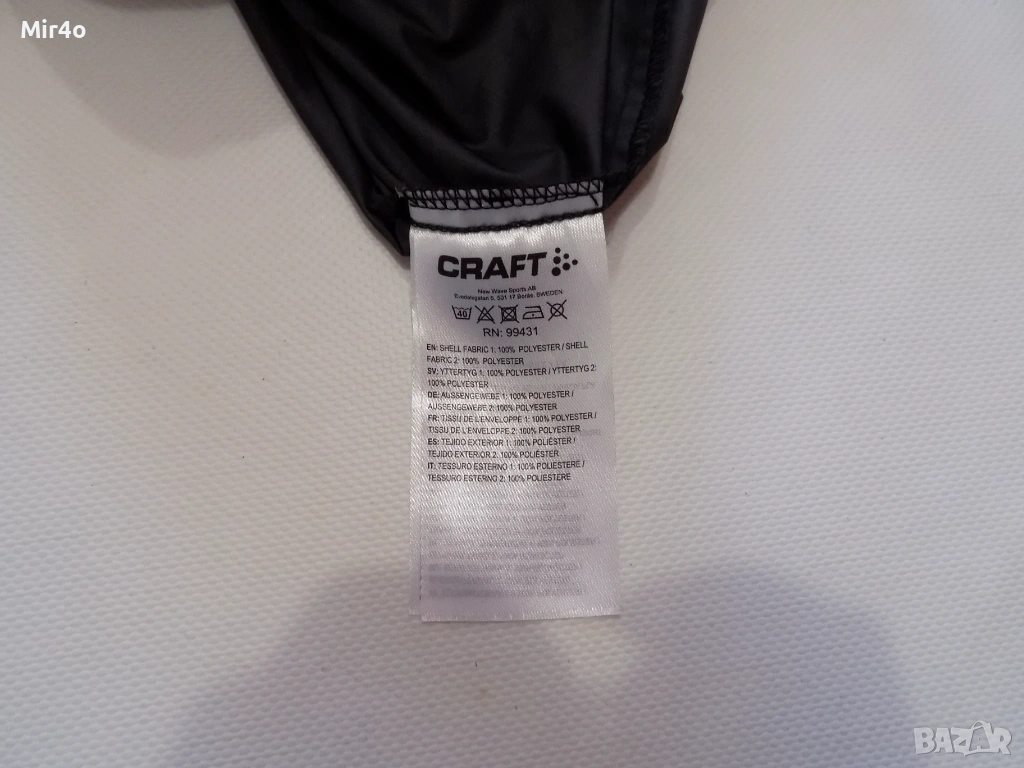 Mir4o
CRAFT
New Wave Sports AB
Evedalsgatan 5, 521 17 Borås, SWEDEN
40
RN: 99431
EN: SHELL FABRIC 1: 100% POLYESTER / SHELL
FABRIC 2: 100% POLYESTER
SV: YTTERTYG 1: 100% POLYESTER / YTTERTYG 2:
100% POLYESTER
DE: AUSSENGEWEBE 1: 100% POLYESTER /
AUSSENGEWEBE 2: 100% POLYESTER
FR: TISSU DE L'ENVELOPPE 1: 100% POLYESTER /
TISSU DE L'ENVELOPPE 2: 100% POLYESTER
ES: TEJIDO EXTERIOR 1: 100% POLIÉSTER /
TEJIDO EXTERIOR 2: 100% POLIÉSTER
IT: TESSURO ESTERNO 1: 100% POLIESTERE /
TESSURO ESTERNO 2: 100% POLIESTERE
BAZAR